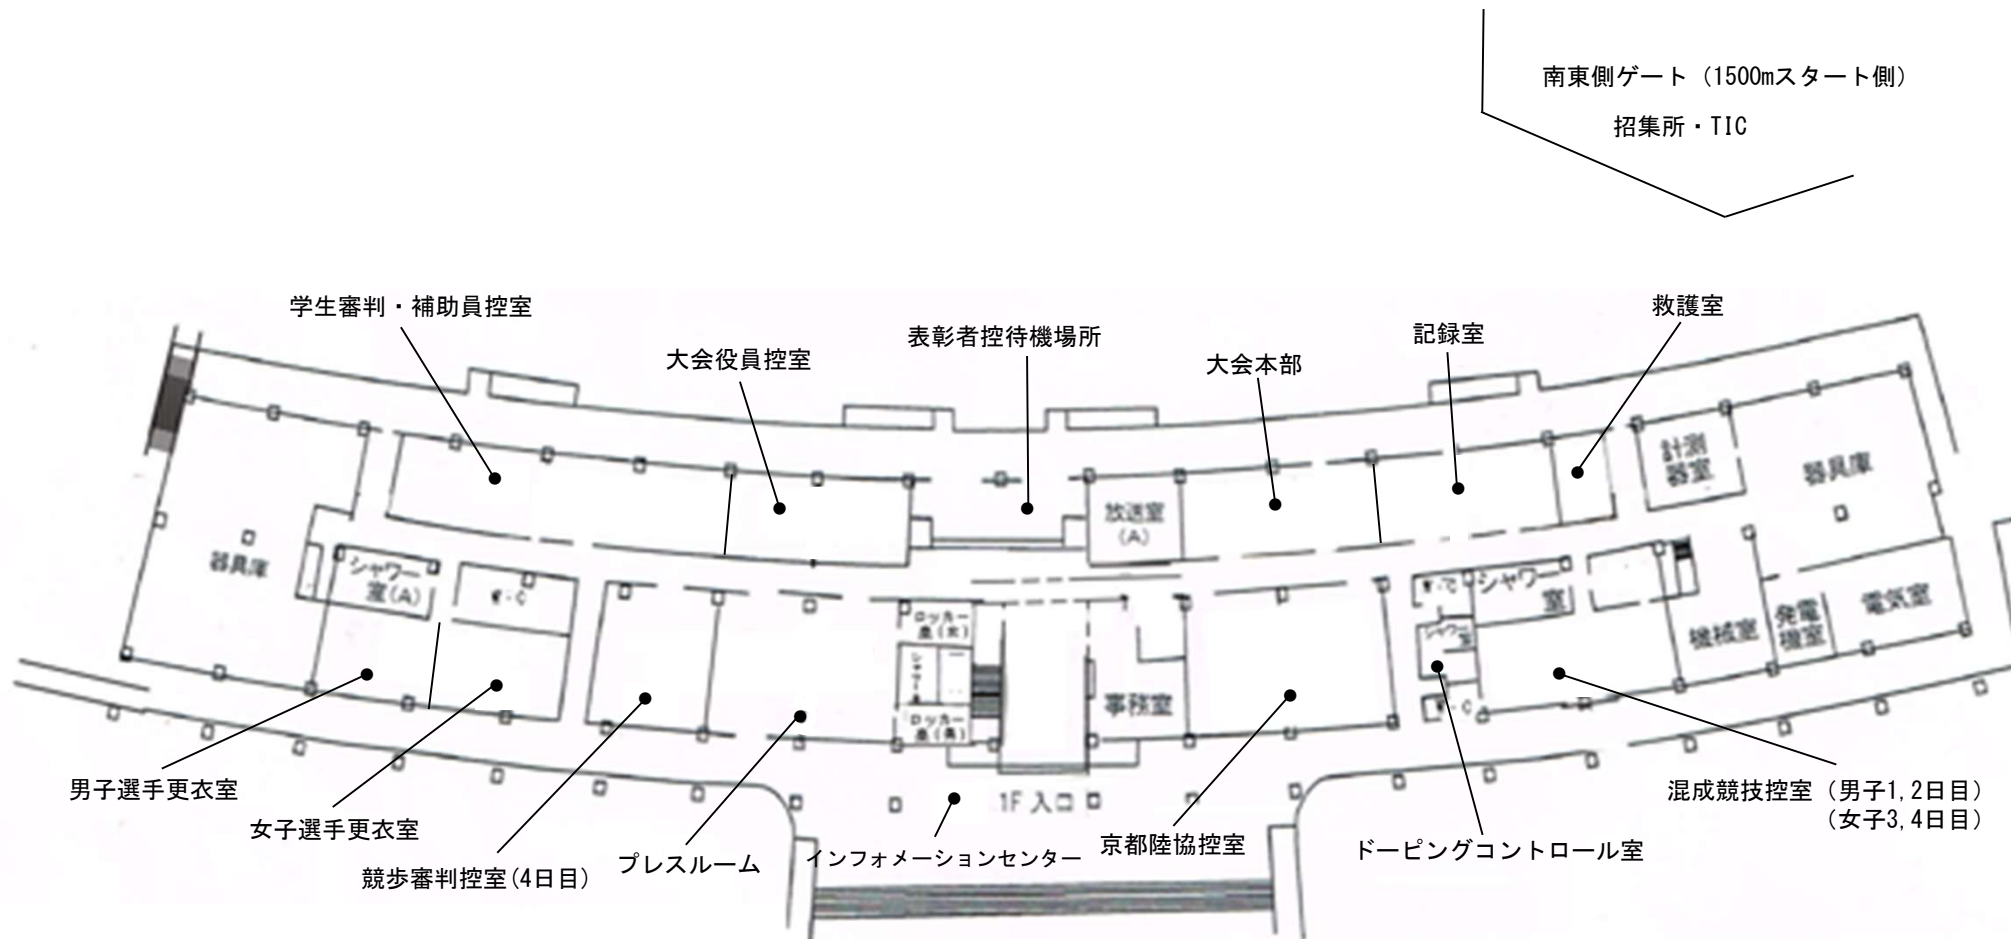 南東側ゲート（1500mスタート側）
招集所・TIC
学生審判・補助員控室
大会役員控室
表彰者控待機場所
大会本部
記録室
救護室
器具庫
シャワー
室(A)
W・C
放送室
(A)
計測
器室
器具庫
ロッカー
事務室
W・C
シャワー
室
シャワー
室
W・C
機械室
発電
機室
電気室
ロッカー
1F 入口
男子選手更衣室
女子選手更衣室
競歩審判控室(4日目)
プレスルーム
インフォメーションセンター
京都陸協控室
ドーピングコントロール室
混成競技控室（男子1,2日目）
（女子3,4日目）